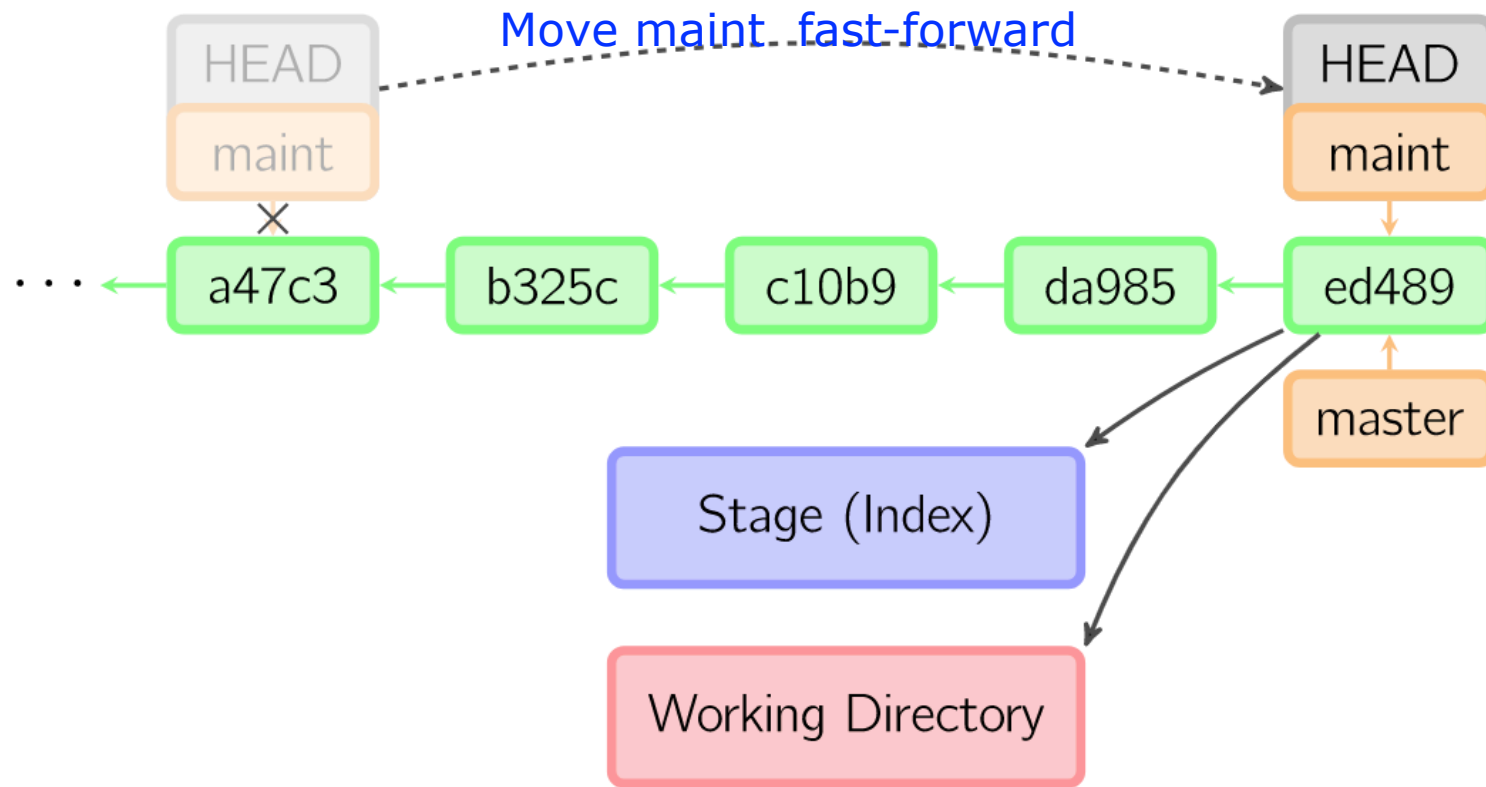 Move maint fast-forward
HEAD
HEAD
maint
maint
... a47c3 b325c c10b9 da985 ed489
master
Stage (Index)
Working Directory